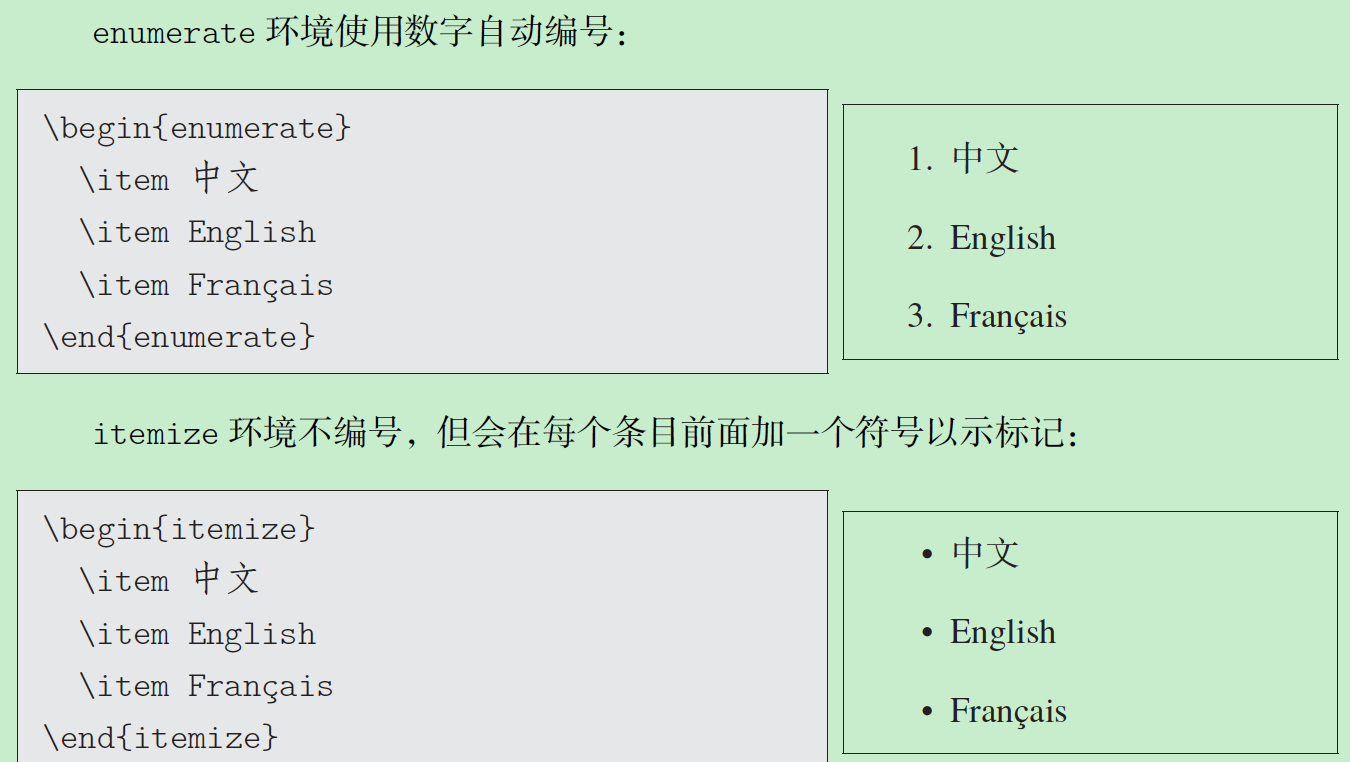 enumerate 环境使用数字自动编号：
\begin{enumerate}
\item 中文
\item English
\item Français
\end{enumerate}
1. 中文
2. English
3. Français
itemize 环境不编号，但会在每个条目前面加一个符号以示标记：
\begin{itemize}
\item 中文
\item English
\item Français
\end{itemize}
• 中文
• English
• Français